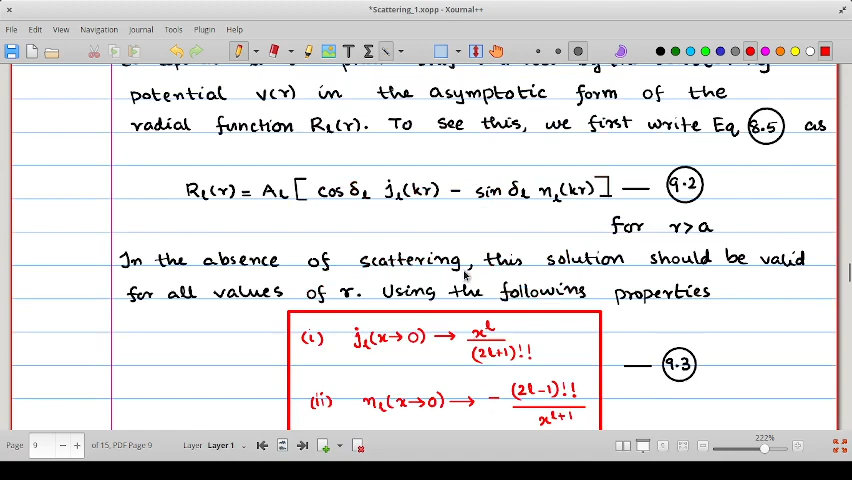 *Scattering_1.xopp - Xournal++
File Edit View Navigation Journal Tools Plugin Help
potential V(r) in the asymptotic form of the
radial function Rₗ(r). To see this, we first write Eq 8.5 as
Rₗ(r) = Aₗ [ cos δₗ jₗ(kr) − sin δₗ nₗ(kr) ] — 9.2
for r > a
In the absence of scattering, this solution should be valid
for all values of r. Using the following properties
(i) jₗ(x→0) → xˡ / (2l+1)!!
— 9.3
(ii) nₗ(x→0) → − (2l−1)!! / xˡ⁺¹
Page 9 of 15, PDF Page 9 Layer Layer 1 222%